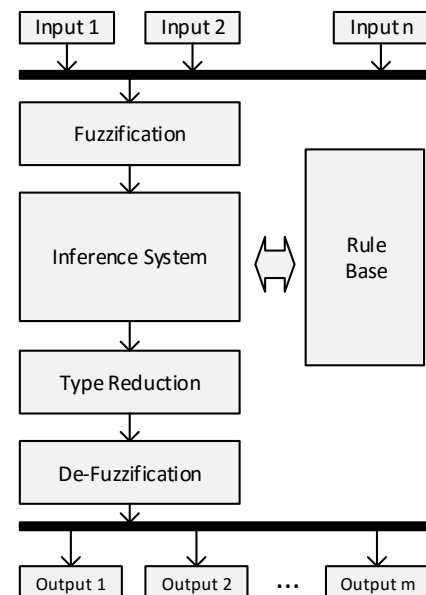 Input 1
Input 2
Input n
Fuzzification
Inference System
Rule
Base
Type Reduction
De-Fuzzification
Output 1
Output 2
...
Output m